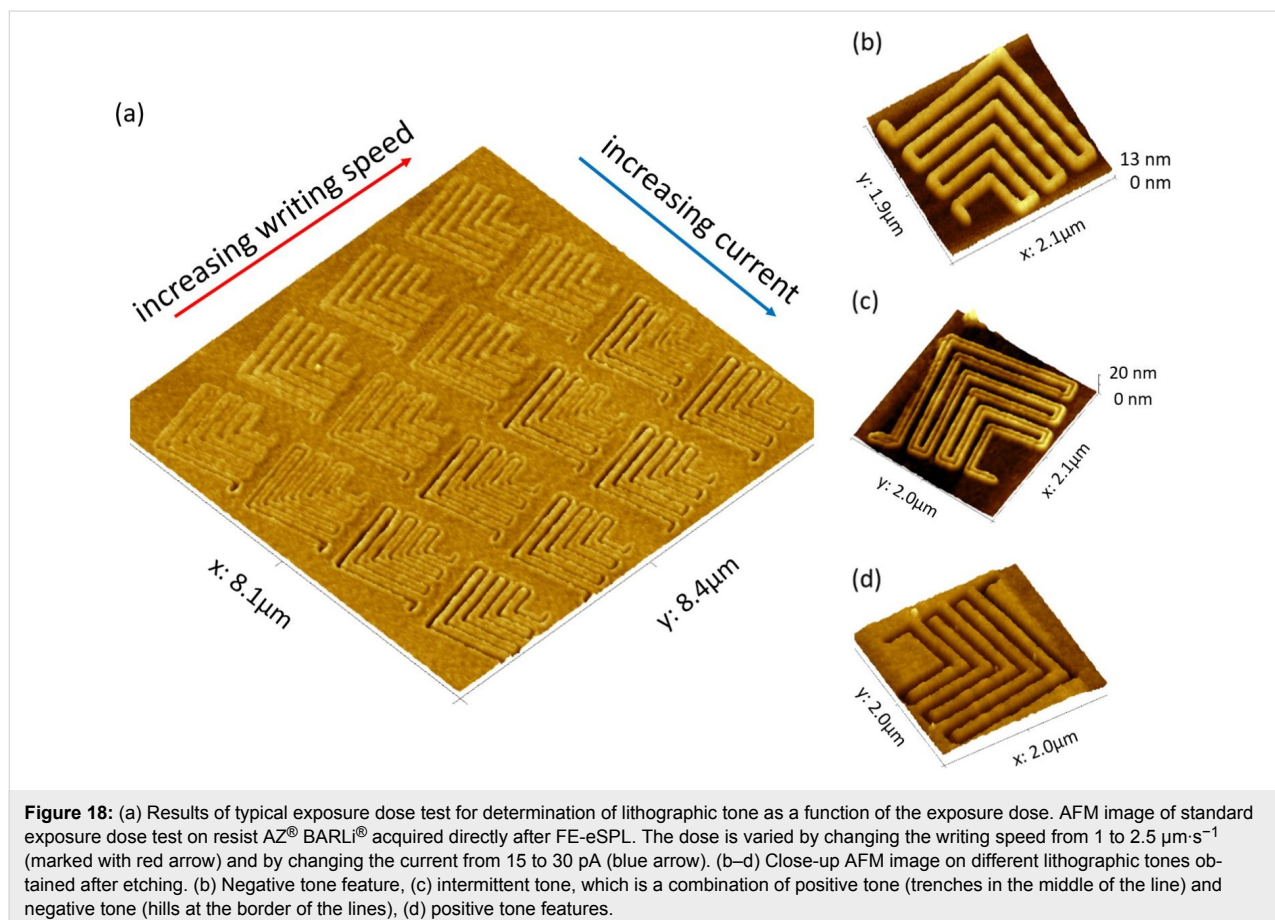 (a)
increasing writing speed
increasing current
x: 8.1µm
y: 8.4µm
(b)
13 nm
0 nm
y: 1.9µm
x: 2.1µm
(c)
20 nm
0 nm
y: 2.0µm
x: 2.1µm
(d)
y: 2.0µm
x: 2.0µm
Figure 18: (a) Results of typical exposure dose test for determination of lithographic tone as a function of the exposure dose. AFM image of standard
exposure dose test on resist AZ® BARLi® acquired directly after FE-eSPL. The dose is varied by changing the writing speed from 1 to 2.5 µm·s⁻¹
(marked with red arrow) and by changing the current from 15 to 30 pA (blue arrow). (b–d) Close-up AFM image on different lithographic tones ob-
tained after etching. (b) Negative tone feature, (c) intermittent tone, which is a combination of positive tone (trenches in the middle of the line) and
negative tone (hills at the border of the lines), (d) positive tone features.